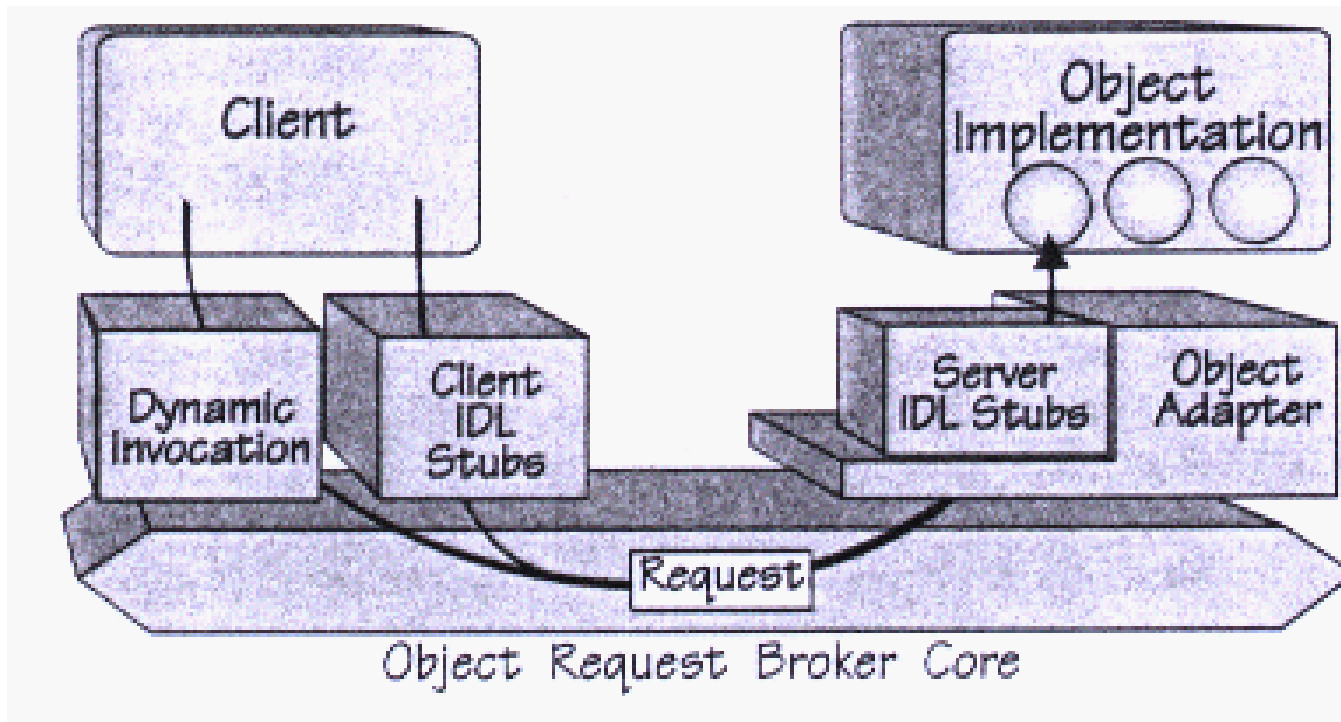 Client
Object
Implementation
Dynamic
Invocation
Client
IDL
Stubs
Server
IDL Stubs
Object
Adapter
Request
Object Request Broker Core